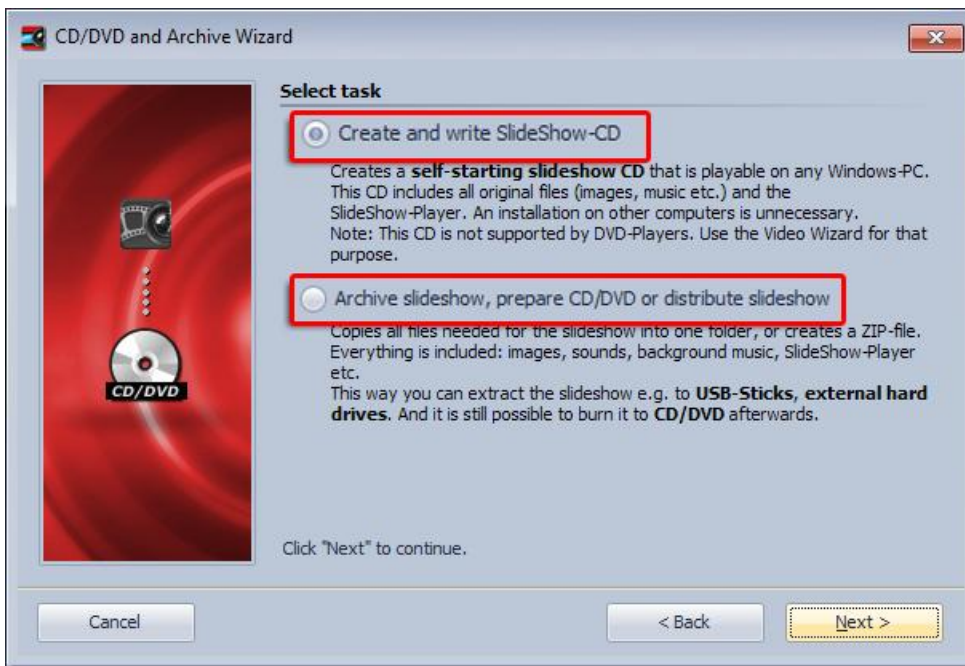 CD/DVD and Archive Wizard
Select task
Create and write SlideShow-CD
Creates a self-starting slideshow CD that is playable on any Windows-PC.
This CD includes all original files (images, music etc.) and the
SlideShow-Player. An installation on other computers is unnecessary.
Note: This CD is not supported by DVD-Players. Use the Video Wizard for that
purpose.
Archive slideshow, prepare CD/DVD or distribute slideshow
Copies all files needed for the slideshow into one folder, or creates a ZIP-file.
Everything is included: images, sounds, background music, SlideShow-Player
etc.
This way you can extract the slideshow e.g. to USB-Sticks, external hard
drives. And it is still possible to burn it to CD/DVD afterwards.
CD/DVD
Click "Next" to continue.
Cancel
< Back
Next >